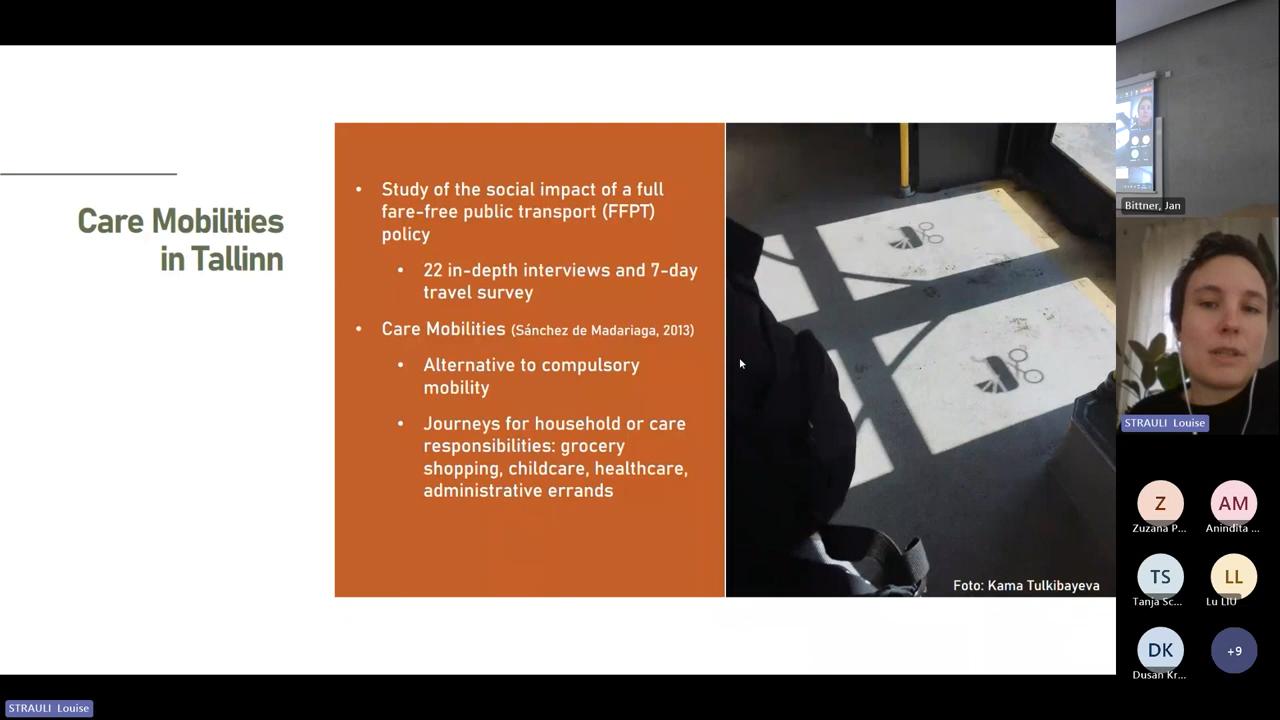 Care Mobilities
in Tallinn
• Study of the social impact of a full
fare-free public transport (FFPT)
policy
• 22 in-depth interviews and 7-day
travel survey
• Care Mobilities (Sánchez de Madariaga, 2013)
• Alternative to compulsory
mobility
• Journeys for household or care
responsibilities: grocery
shopping, childcare, healthcare,
administrative errands
Foto: Kama Tulkibayeva
Bittner, Jan
STRAULI Louise
Z
Zuzana P...
AM
Anindita ...
TS
Tanja Sc...
LL
Lu LIU
DK
Dusan Kr...
+9
STRAULI Louise